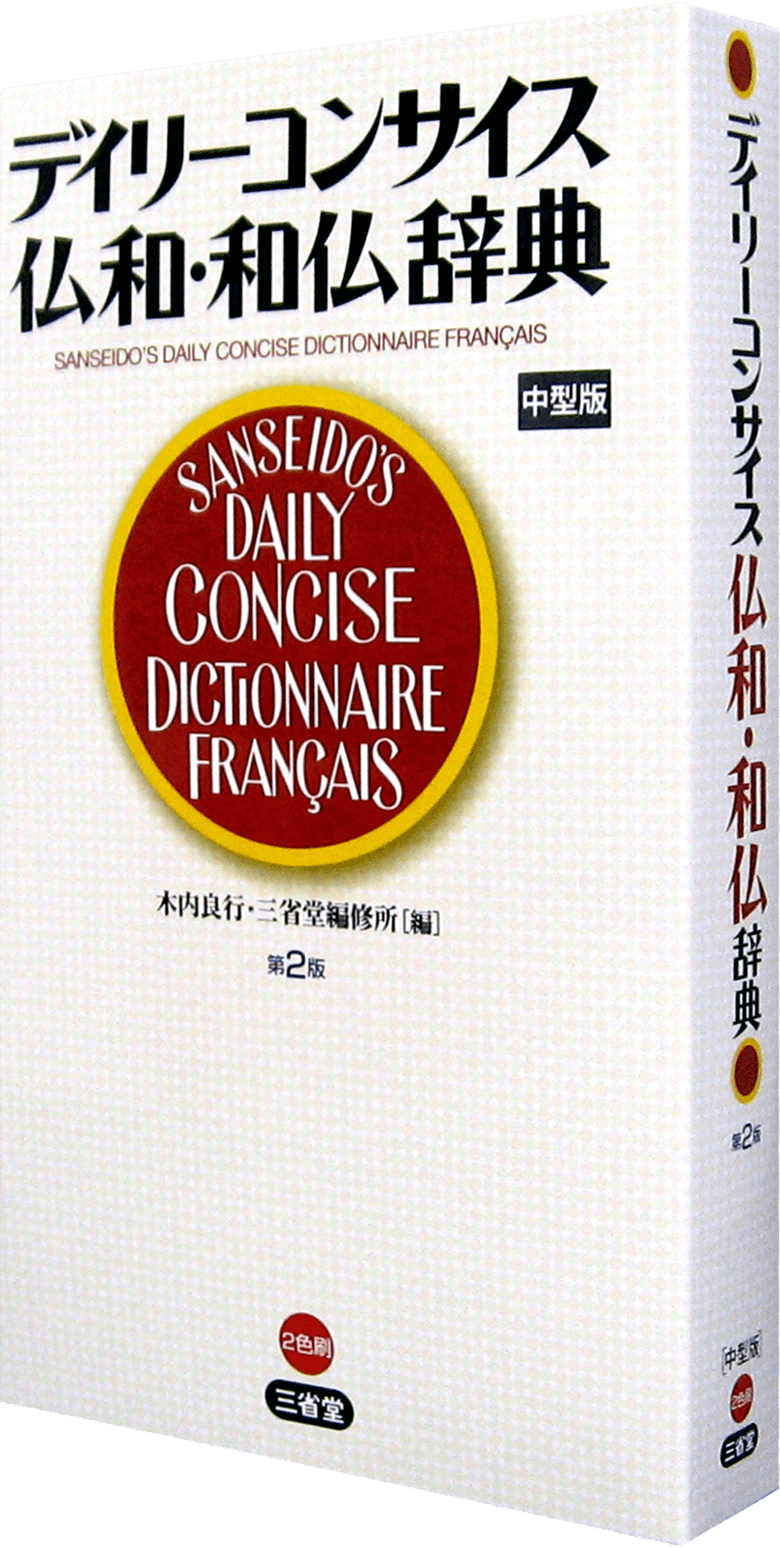 デイリーコンサイス
仏和・和仏辞典
SANSEIDO'S DAILY CONCISE DICTIONNAIRE FRANÇAIS
中型版
SANSEIDO'S
DAILY
CONCISE
DICTIONNAIRE
FRANÇAIS
木内良行・三省堂編修所[編]
第2版
2色刷
三省堂
デイリーコンサイス仏和・和仏辞典
第2版
[中型版]
2色刷
三省堂